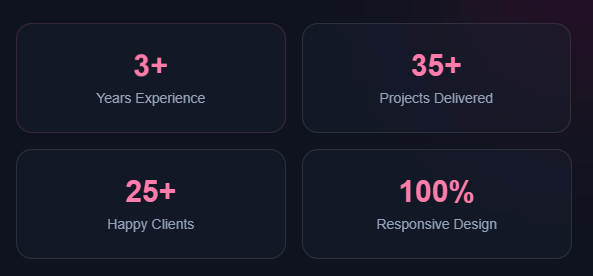 3+
Years Experience
35+
Projects Delivered
25+
Happy Clients
100%
Responsive Design